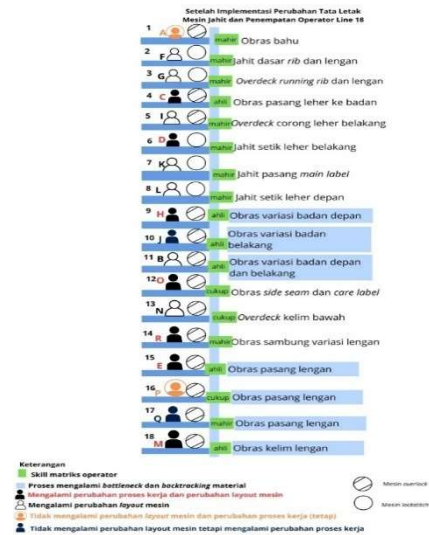 Setelah Implementasi Perubahan Tata Letak
Mesin Jahit dan Penempatan Operator Line 18
1 A mahir Obras bahu
2 F mahir Jahit dasar rib dan lengan
3 G mahir Overdeck running rib dan lengan
4 C ahli Obras pasang leher ke badan
5 I mahir Overdeck corong leher belakang
6 D mahir Jahit setik leher belakang
7 K mahir Jahit pasang main label
8 L mahir Jahit setik leher depan
9 H ahli Obras variasi badan depan
10 J ahli Obras variasi badan
belakang
11 B ahli Obras variasi badan depan
dan belakang
12 O cukup Obras side seam dan care label
13 N cukup Overdeck kelim bawah
14 R mahir Obras sambung variasi lengan
15 E ahli Obras pasang lengan
16 P cukup Obras pasang lengan
17 Q mahir Obras pasang lengan
18 M ahli Obras kelim lengan
Keterangan
Skill matriks operator
Proses mengalami bottleneck dan backtracking material
Mengalami perubahan proses kerja dan perubahan layout mesin
Mengalami perubahan layout mesin
Tidak mengalami perubahan layout mesin dan perubahan proses kerja (tetap)
Tidak mengalami perubahan layout mesin tetapi mengalami perubahan proses kerja
Mesin overlock
Mesin lockstitch